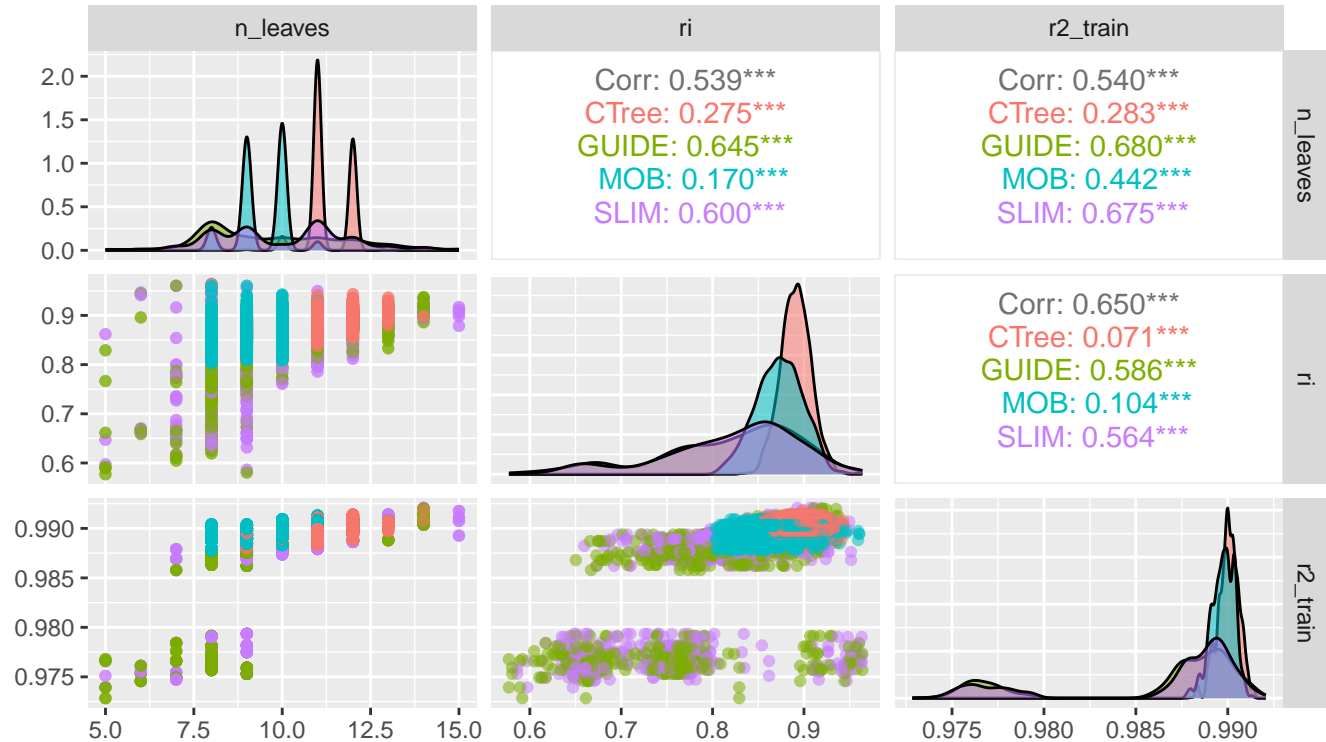 n_leaves
ri
r2_train
2.0
1.5
1.0
0.5
0.0
Corr: 0.539***
CTree: 0.275***
GUIDE: 0.645***
MOB: 0.170***
SLIM: 0.600***
Corr: 0.540***
CTree: 0.283***
GUIDE: 0.680***
MOB: 0.442***
SLIM: 0.675***
n_leaves
0.9
0.8
0.7
0.6
Corr: 0.650***
CTree: 0.071***
GUIDE: 0.586***
MOB: 0.104***
SLIM: 0.564***
ri
0.990
0.985
0.980
0.975
r2_train
5.0 7.5 10.0 12.5 15.0
0.6 0.7 0.8 0.9
0.975 0.980 0.985 0.990